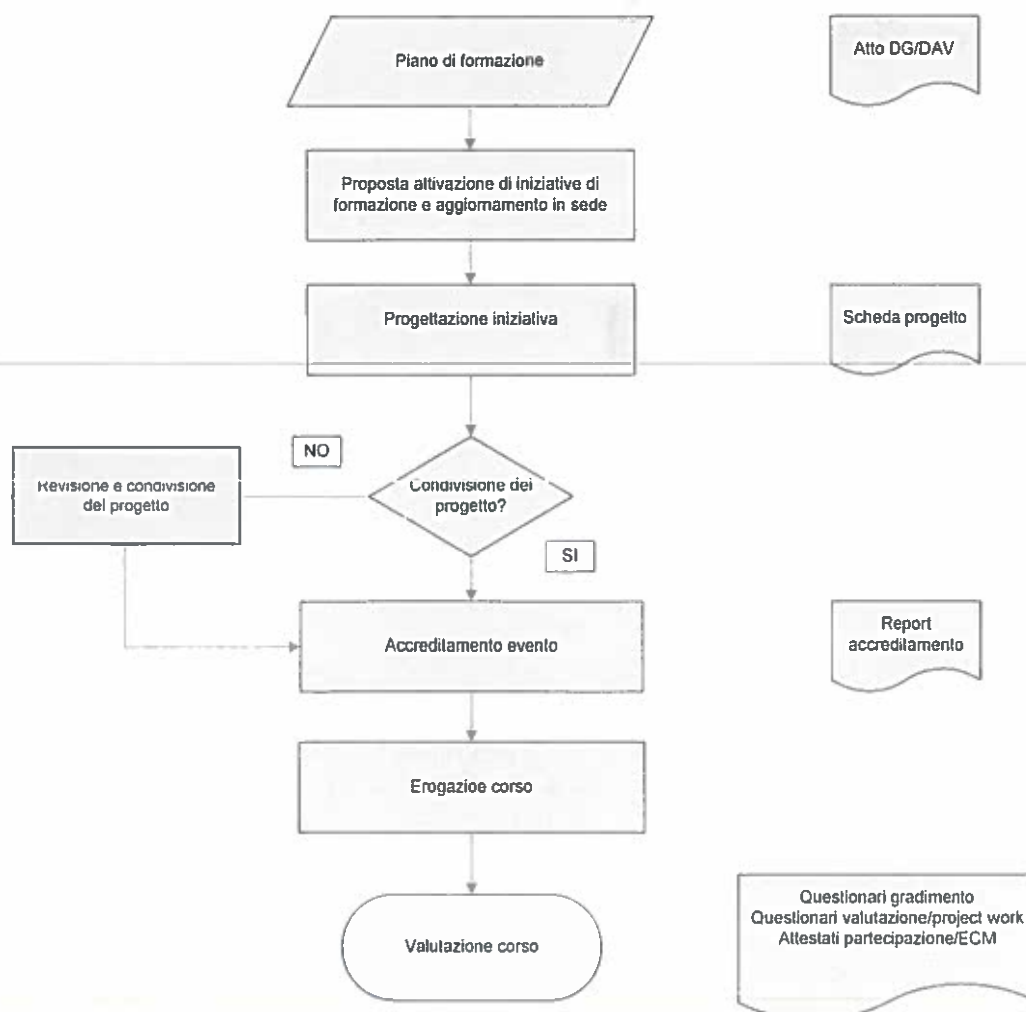 Piano di formazione
Atto DG/DAV
Proposta attivazione di iniziative di
formazione e aggiornamento in sede
Progettazione iniziativa
Scheda progetto
NO
Revisione e condivisione
del progetto
Condivisione del
progetto?
SI
Accreditamento evento
Report
accreditamento
Erogazioe corso
Valutazione corso
Questionari gradimento
Questionari valutazione/project work
Attestati partecipazione/ECM